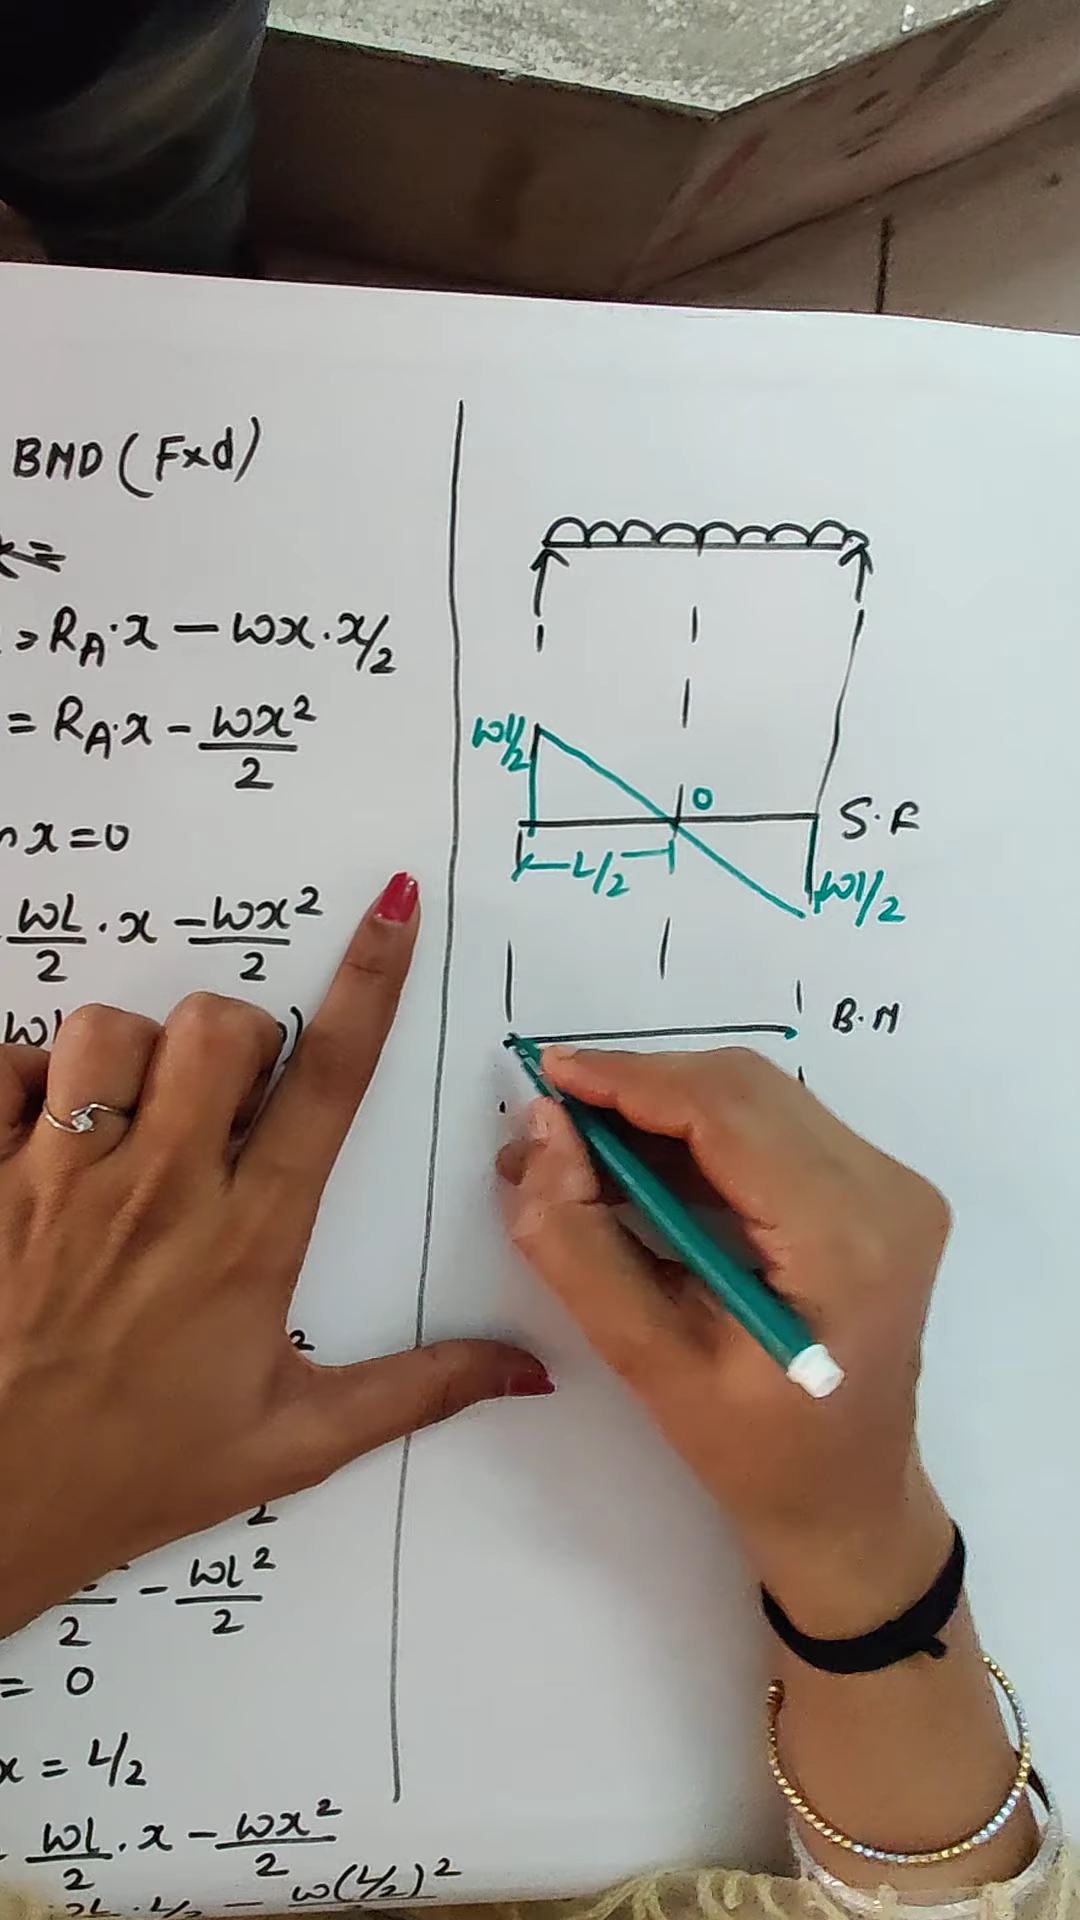 BMD (F×d)
x=
=> RA·x - wx·x/2
= RA·x - wx²/2
x=0
wL/2 · x - wx²/2
wl
2
2
2 - wl²/2
= 0
x = L/2
wL/2 · x - wx²/2
- w(L/2)²
wl/2
0
S.F
L/2
wl/2
B.M